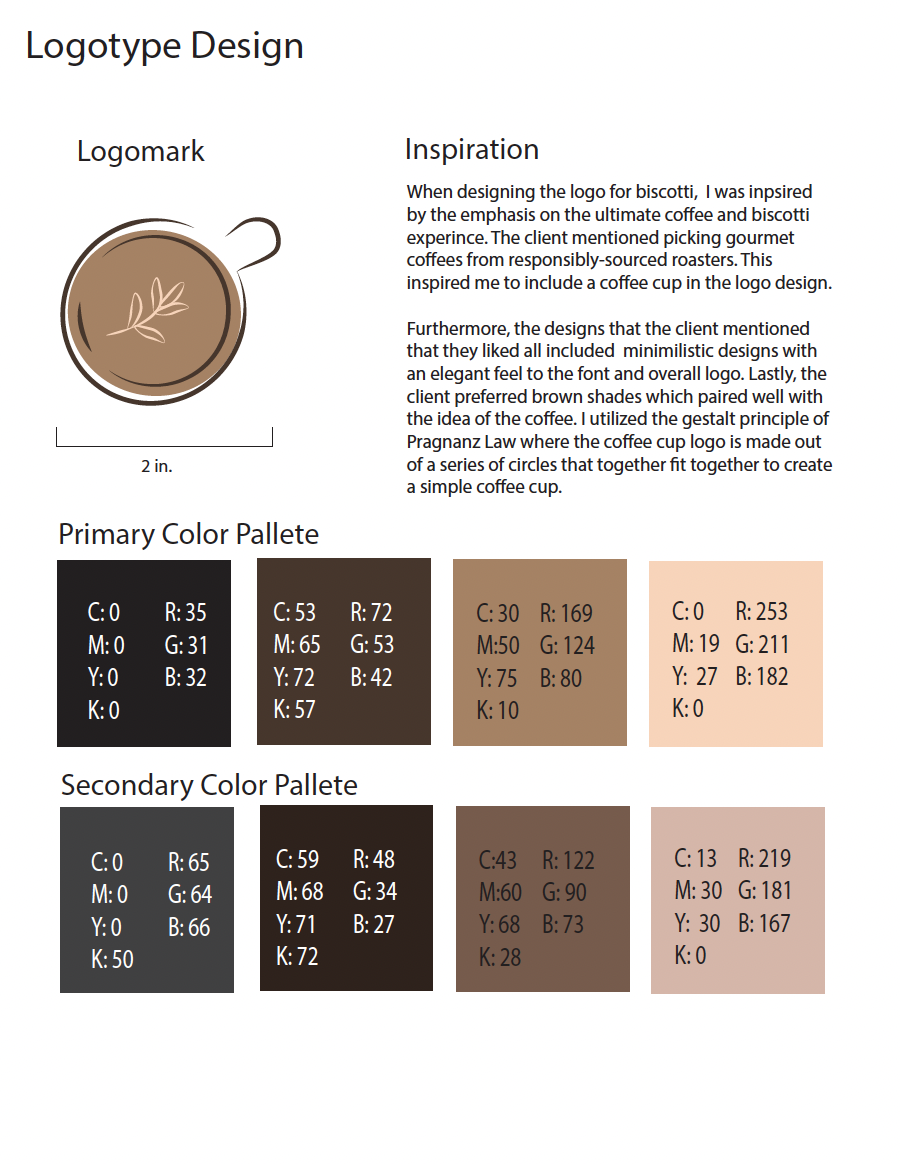 Logotype Design
Logomark
2 in.
Inspiration
When designing the logo for biscotti,  I was inpsired
by the emphasis on the ultimate coffee and biscotti
experince. The client mentioned picking gourmet
coffees from responsibly-sourced roasters. This
inspired me to include a coffee cup in the logo design.
Furthermore, the designs that the client mentioned
that they liked all included  minimilistic designs with
an elegant feel to the font and overall logo. Lastly, the
client preferred brown shades which paired well with
the idea of the coffee. I utilized the gestalt principle of
Pragnanz Law where the coffee cup logo is made out
of a series of circles that together fit together to create
a simple coffee cup.
Primary Color Pallete
C: 0 R: 35
M: 0 G: 31
Y: 0 B: 32
K: 0
C: 53 R: 72
M: 65 G: 53
Y: 72 B: 42
K: 57
C: 30 R: 169
M:50 G: 124
Y: 75 B: 80
K: 10
C: 0 R: 253
M: 19 G: 211
Y:  27 B: 182
K: 0
Secondary Color Pallete
C: 0 R: 65
M: 0 G: 64
Y: 0 B: 66
K: 50
C: 59 R: 48
M: 68 G: 34
Y: 71 B: 27
K: 72
C:43 R: 122
M:60 G: 90
Y: 68 B: 73
K: 28
C: 13 R: 219
M: 30 G: 181
Y:  30 B: 167
K: 0